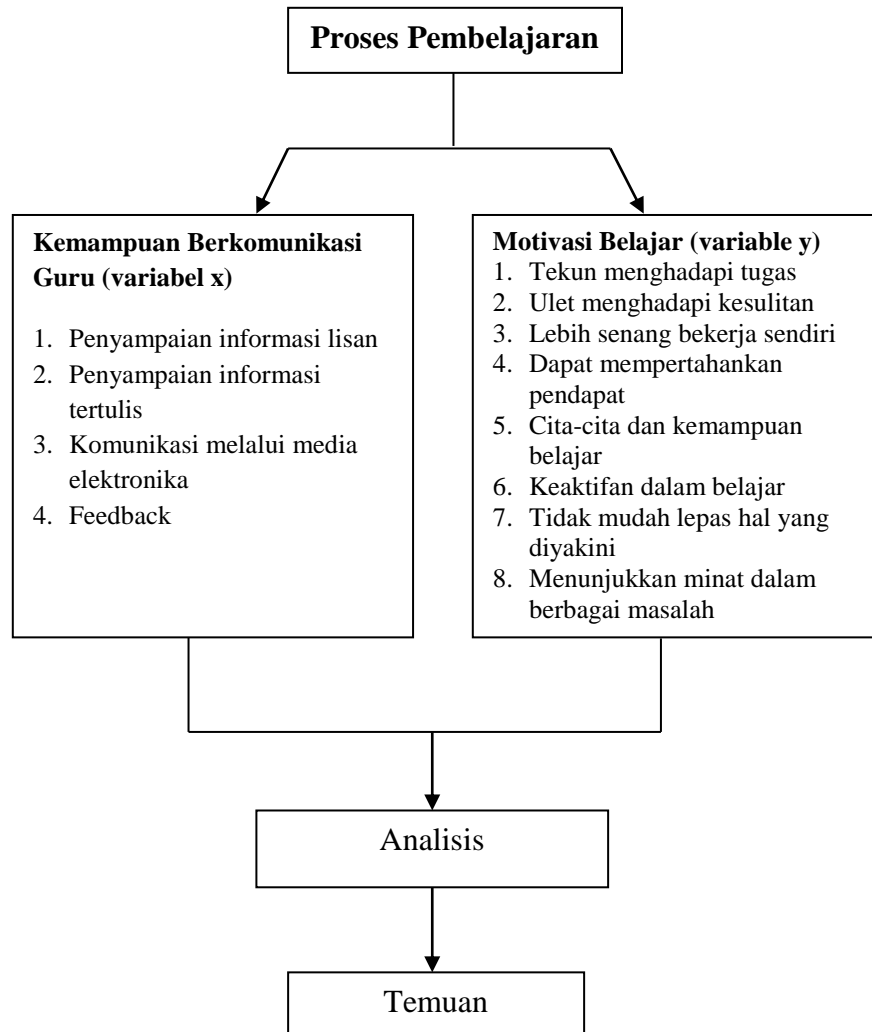 Proses Pembelajaran
Kemampuan Berkomunikasi
Guru (variabel x)
1. Penyampaian informasi lisan
2. Penyampaian informasi
tertulis
3. Komunikasi melalui media
elektronika
4. Feedback
Motivasi Belajar (variable y)
1. Tekun menghadapi tugas
2. Ulet menghadapi kesulitan
3. Lebih senang bekerja sendiri
4. Dapat mempertahankan
pendapat
5. Cita-cita dan kemampuan
belajar
6. Keaktifan dalam belajar
7. Tidak mudah lepas hal yang
diyakini
8. Menunjukkan minat dalam
berbagai masalah
Analisis
Temuan